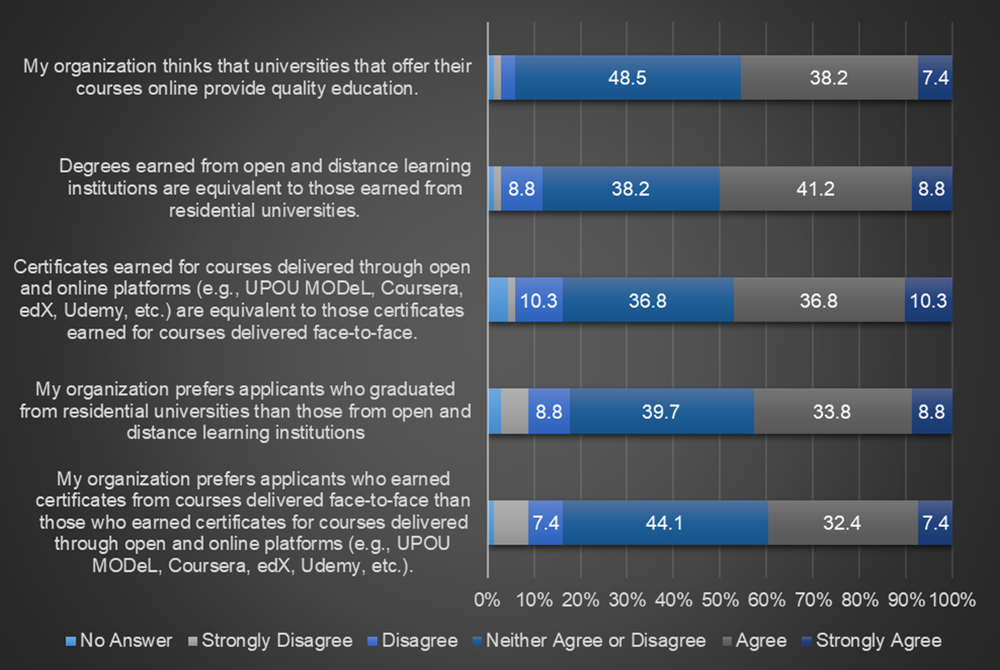 My organization thinks that universities that offer their
courses online provide quality education.
48.5 38.2 7.4
Degrees earned from open and distance learning
institutions are equivalent to those earned from
residential universities.
8.8 38.2 41.2 8.8
Certificates earned for courses delivered through open
and online platforms (e.g., UPOU MODeL, Coursera,
edX, Udemy, etc.) are equivalent to those certificates
earned for courses delivered face-to-face.
10.3 36.8 36.8 10.3
My organization prefers applicants who graduated
from residential universities than those from open and
distance learning institutions
8.8 39.7 33.8 8.8
My organization prefers applicants who earned
certificates from courses delivered face-to-face than
those who earned certificates for courses delivered
through open and online platforms (e.g., UPOU
MODeL, Coursera, edX, Udemy, etc.).
7.4 44.1 32.4 7.4
0% 10% 20% 30% 40% 50% 60% 70% 80% 90% 100%
No Answer Strongly Disagree Disagree Neither Agree or Disagree Agree Strongly Agree